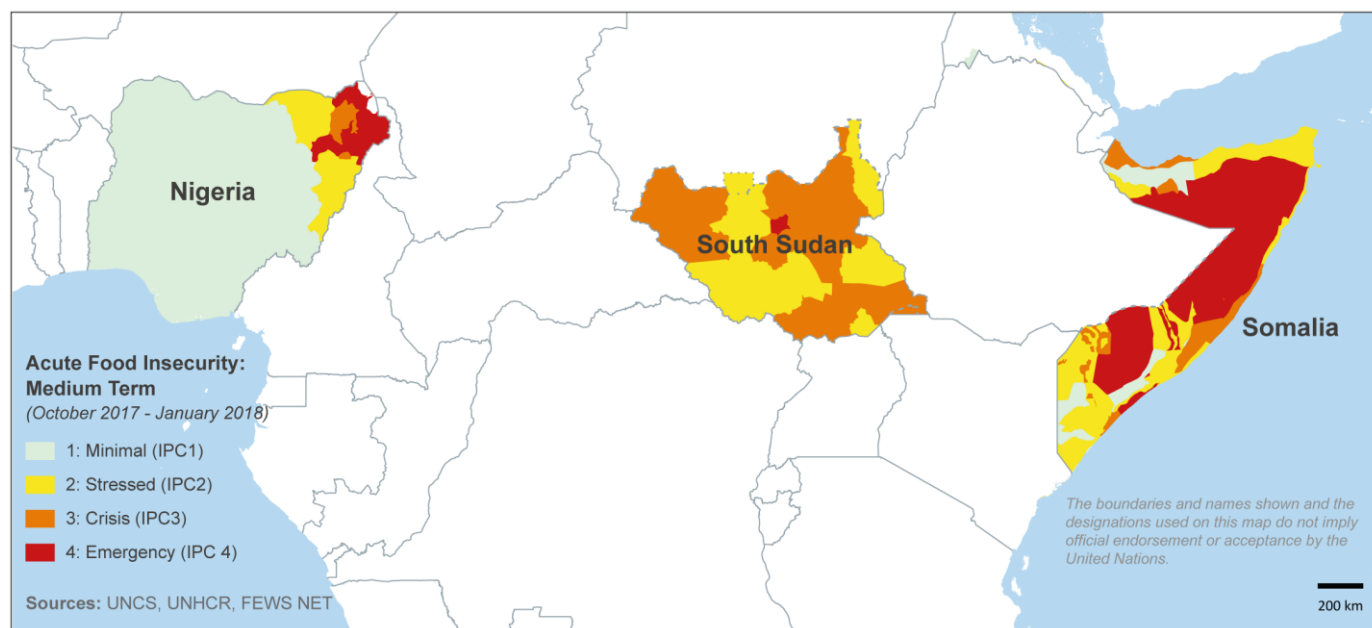 Nigeria
South Sudan
Somalia
Acute Food Insecurity:
Medium Term
(October 2017 - January 2018)
1: Minimal (IPC1)
2: Stressed (IPC2)
3: Crisis (IPC3)
4: Emergency (IPC 4)
Sources: UNCS, UNHCR, FEWS NET
The boundaries and names shown and the
designations used on this map do not imply
official endorsement or acceptance by the
United Nations.
200 km